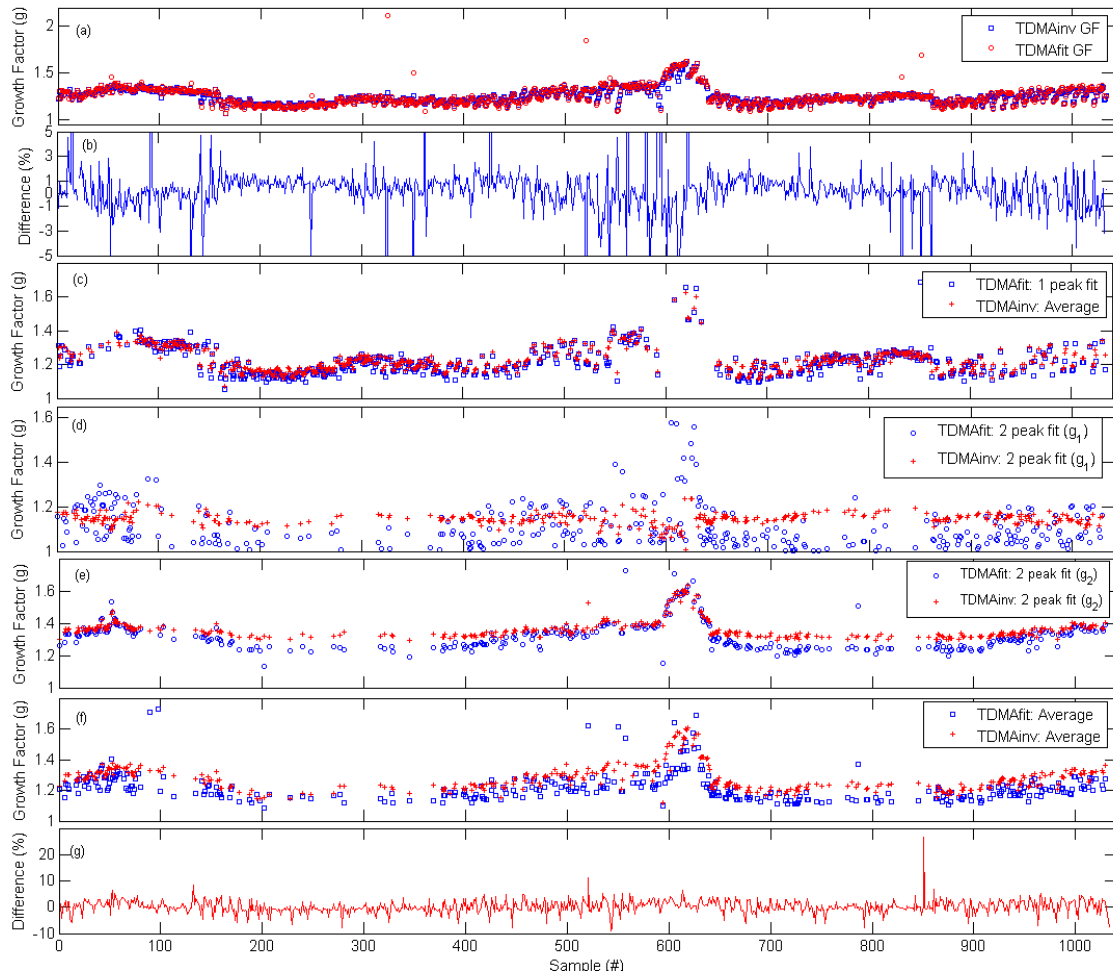 Growth Factor (g)
2
1.5
1
(a)
TDMAinv GF
TDMAfit GF
Difference (%)
5
3
1
0
-1
-3
-5
(b)
Growth Factor (g)
1.6
1.4
1.2
1
(c)
TDMAfit: 1 peak fit
TDMAinv: Average
Growth Factor (g)
1.6
1.4
1.2
1
(d)
TDMAfit: 2 peak fit (g1)
TDMAinv: 2 peak fit (g1)
Growth Factor (g)
1.6
1.4
1.2
1
(e)
TDMAfit: 2 peak fit (g2)
TDMAinv: 2 peak fit (g2)
Growth Factor (g)
1.6
1.4
1.2
1
(f)
TDMAfit: Average
TDMAinv: Average
Difference (%)
20
10
0
-10
(g)
0 100 200 300 400 500 600 700 800 900 1000
Sample (#)